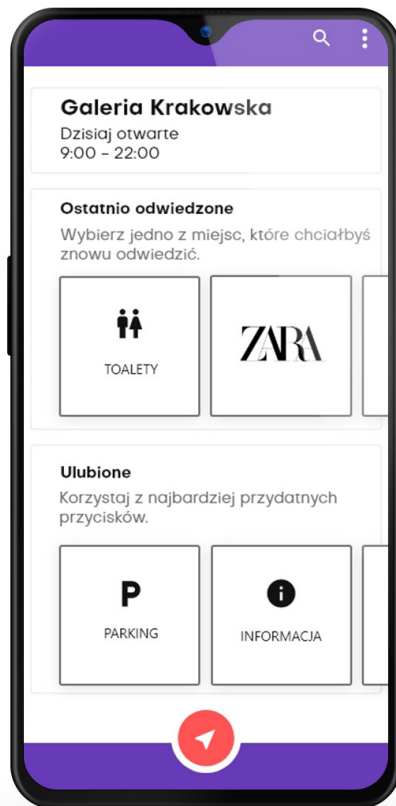 Galeria Krakowska
Dzisiaj otwarte
9:00 – 22:00
Ostatnio odwiedzone
Wybierz jedno z miejsc, które chciałbyś
znowu odwiedzić.
TOALETY
ZARA
Ulubione
Korzystaj z najbardziej przydatnych
przycisków.
P
PARKING
i
INFORMACJA